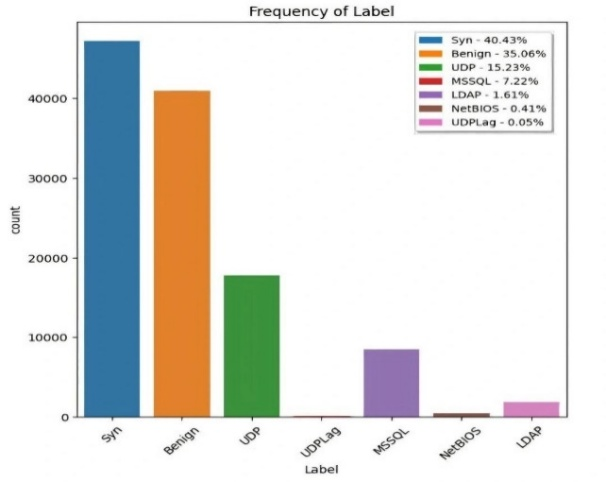 Frequency of Label
Syn - 40.43%
Benign - 35.06%
UDP - 15.23%
MSSQL - 7.22%
LDAP - 1.61%
NetBIOS - 0.41%
UDPLag - 0.05%
40000
30000
20000
10000
0
count
Syn
Benign
UDP
UDPLag
MSSQL
NetBIOS
LDAP
Label